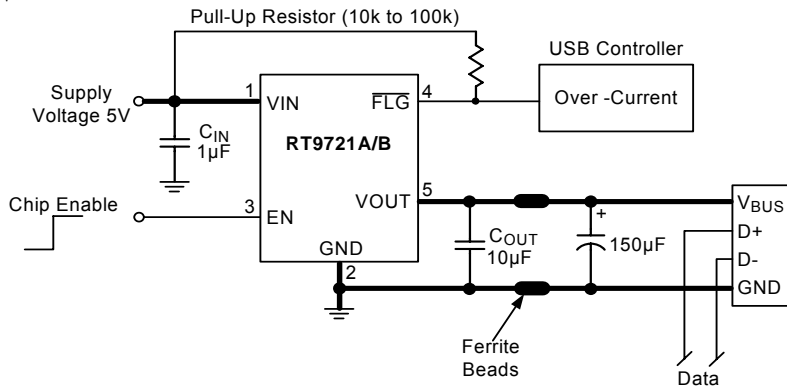 Pull-Up Resistor (10k to 100k)
USB Controller
Supply
Voltage 5V
1
VIN
4
FLG
Over -Current
CIN
1µF
RT9721A/B
Chip Enable
3
EN
VOUT
5
VBUS
+
D+
COUT
10µF
150µF
D-
GND
2
GND
Ferrite
Beads
Data